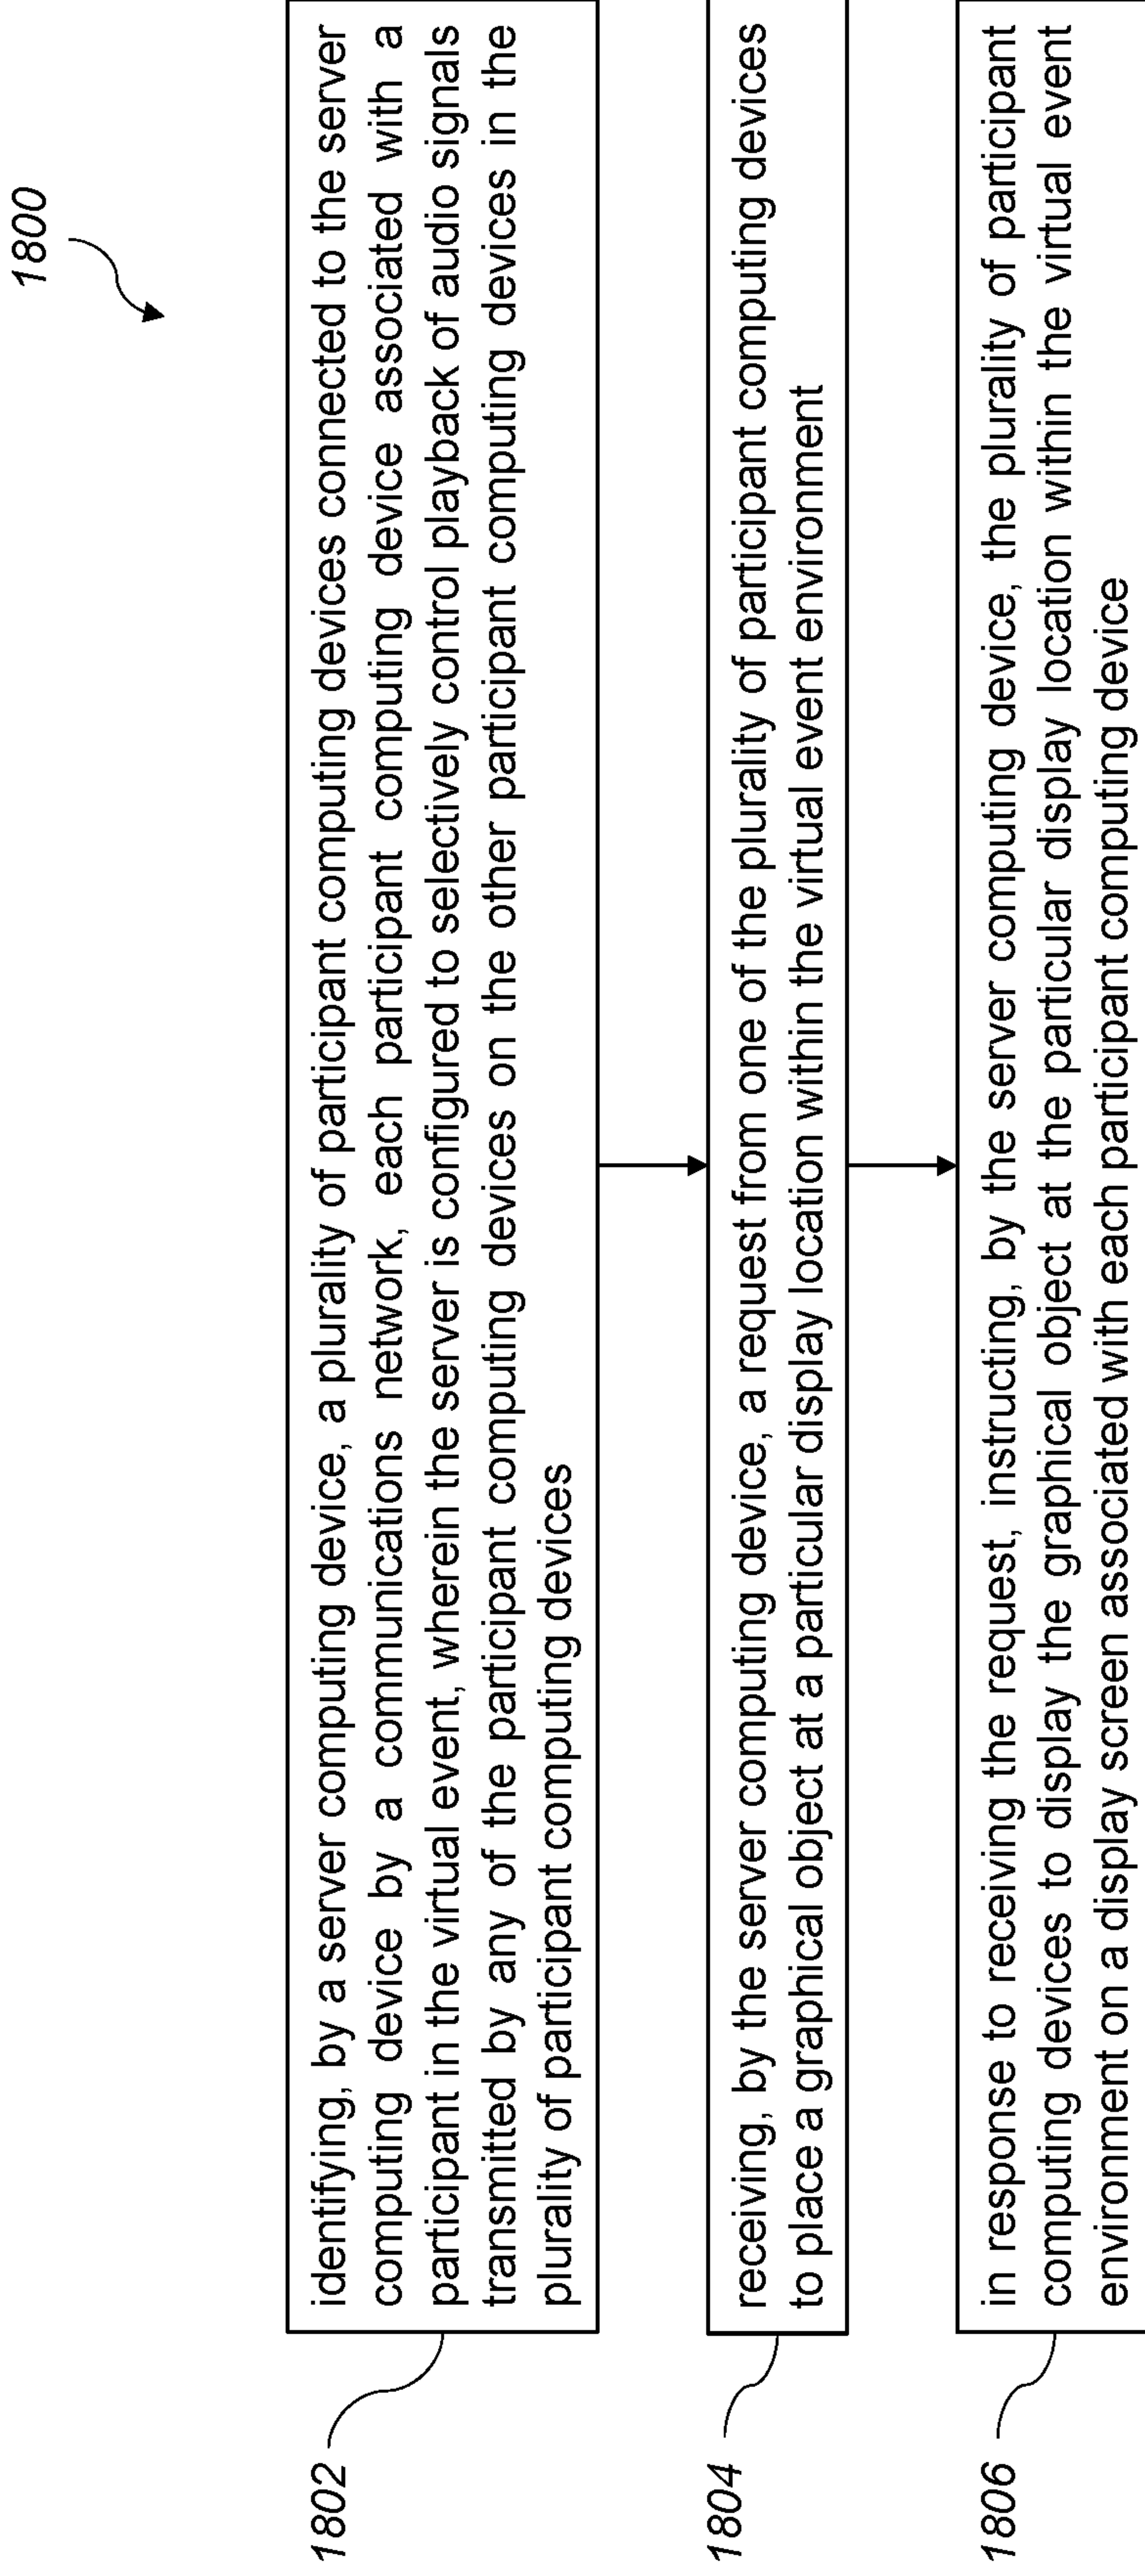 1800
1802
identifying, by a server computing device, a plurality of participant computing devices connected to the server
computing device by a communications network, each participant computing device associated with a
participant in the virtual event, wherein the server is configured to selectively control playback of audio signals
transmitted by any of the participant computing devices on the other participant computing devices in the
plurality of participant computing devices
1804
receiving, by the server computing device, a request from one of the plurality of participant computing devices
to place a graphical object at a particular display location within the virtual event environment
1806
in response to receiving the request, instructing, by the server computing device, the plurality of participant
computing devices to display the graphical object at the particular display location within the virtual event
environment on a display screen associated with each participant computing device